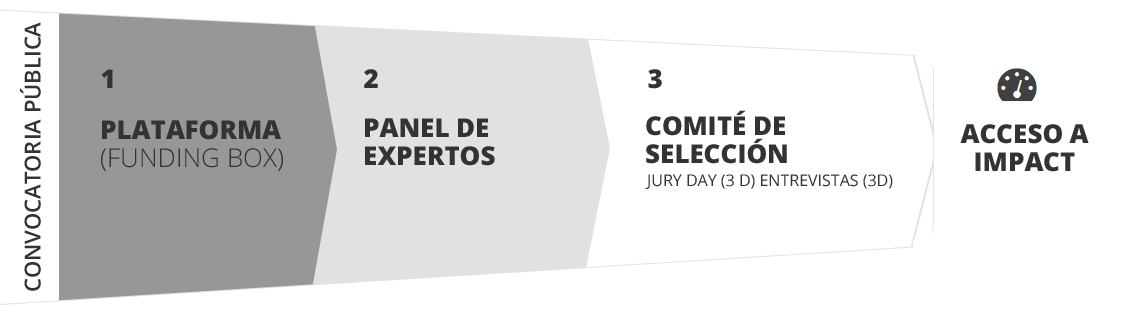 CONVOCATORIA PÚBLICA
1
PLATAFORMA
(FUNDING BOX)
2
PANEL DE
EXPERTOS
3
COMITÉ DE
SELECCIÓN
JURY DAY (3 D) ENTREVISTAS (3D)
ACCESO A
IMPACT